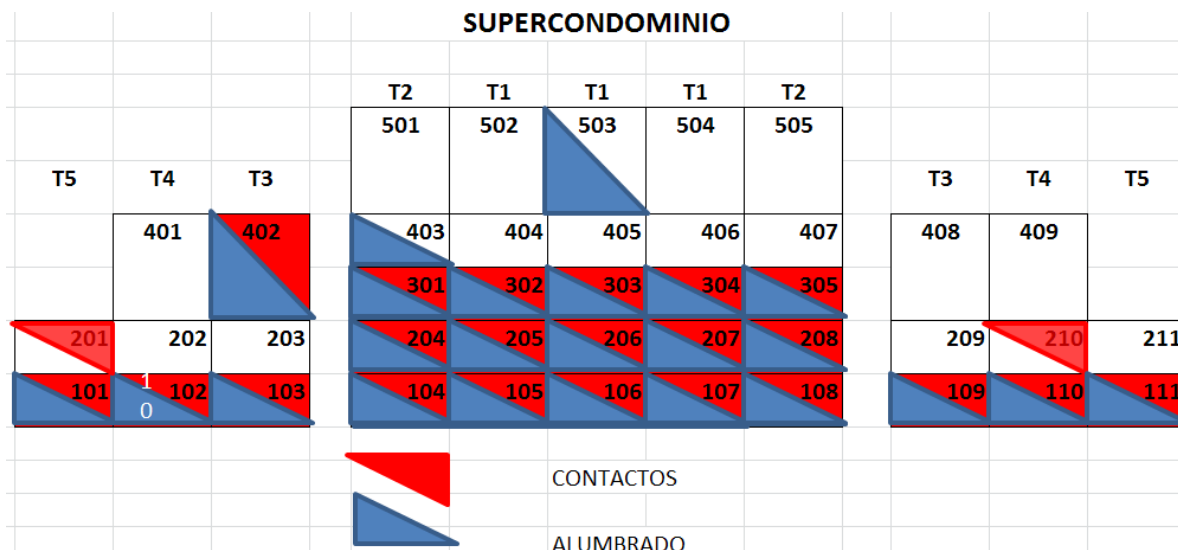 SUPERCONDOMINIO
T2 T1 T1 T1 T2
501 502 503 504 505
T5 T4 T3 T3 T4 T5
401 402 403 404 405 406 407 408 409
301 302 303 304 305
201 202 203 204 205 206 207 208 209 210 211
101 102 103 104 105 106 107 108 109 110 111
1
0
CONTACTOS
ALUMBRADO